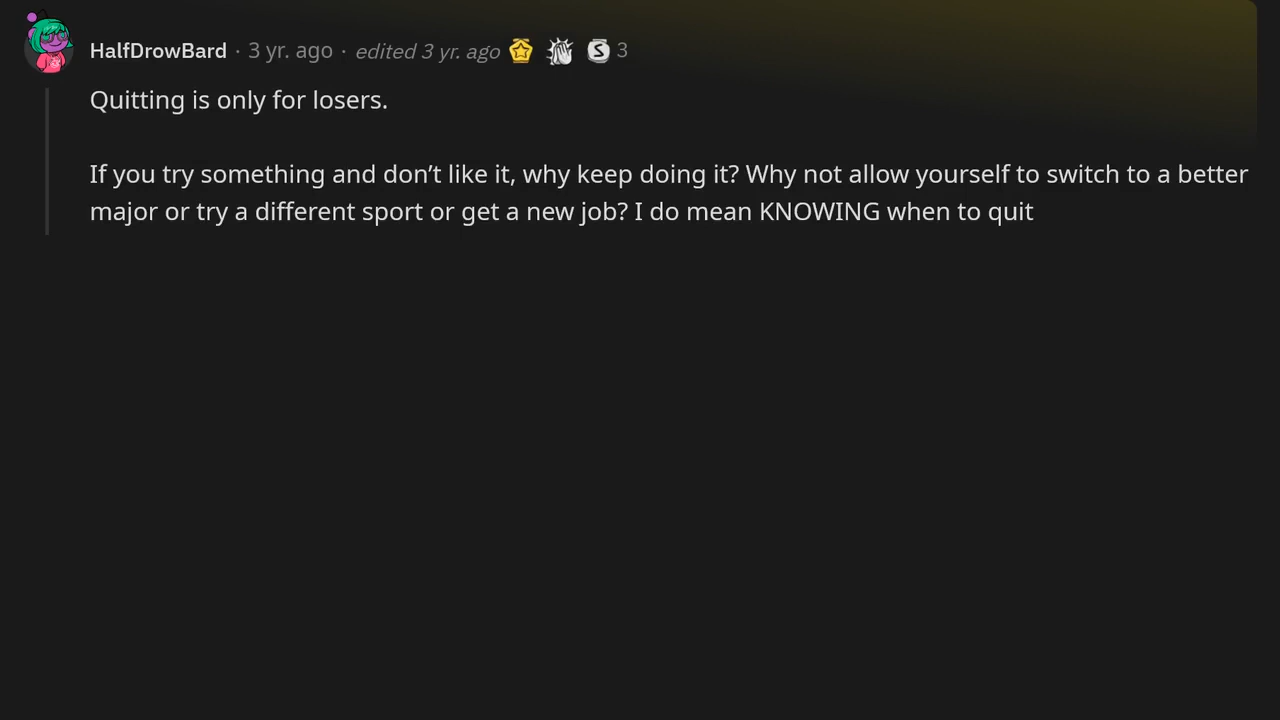 HalfDrowBard · 3 yr. ago · edited 3 yr. ago 3
Quitting is only for losers.
If you try something and don’t like it, why keep doing it? Why not allow yourself to switch to a better
major or try a different sport or get a new job? I do mean KNOWING when to quit